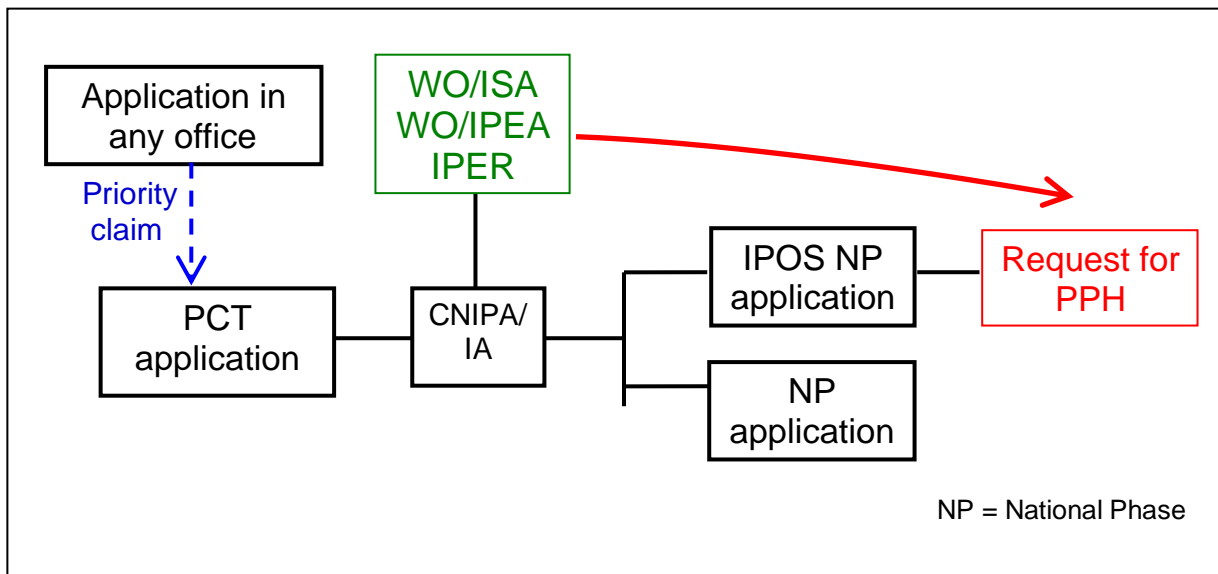 Application in
any office
Priority
claim
PCT
application
WO/ISA
WO/IPEA
IPER
CNIPA/
IA
IPOS NP
application
NP
application
Request for
PPH
NP = National Phase